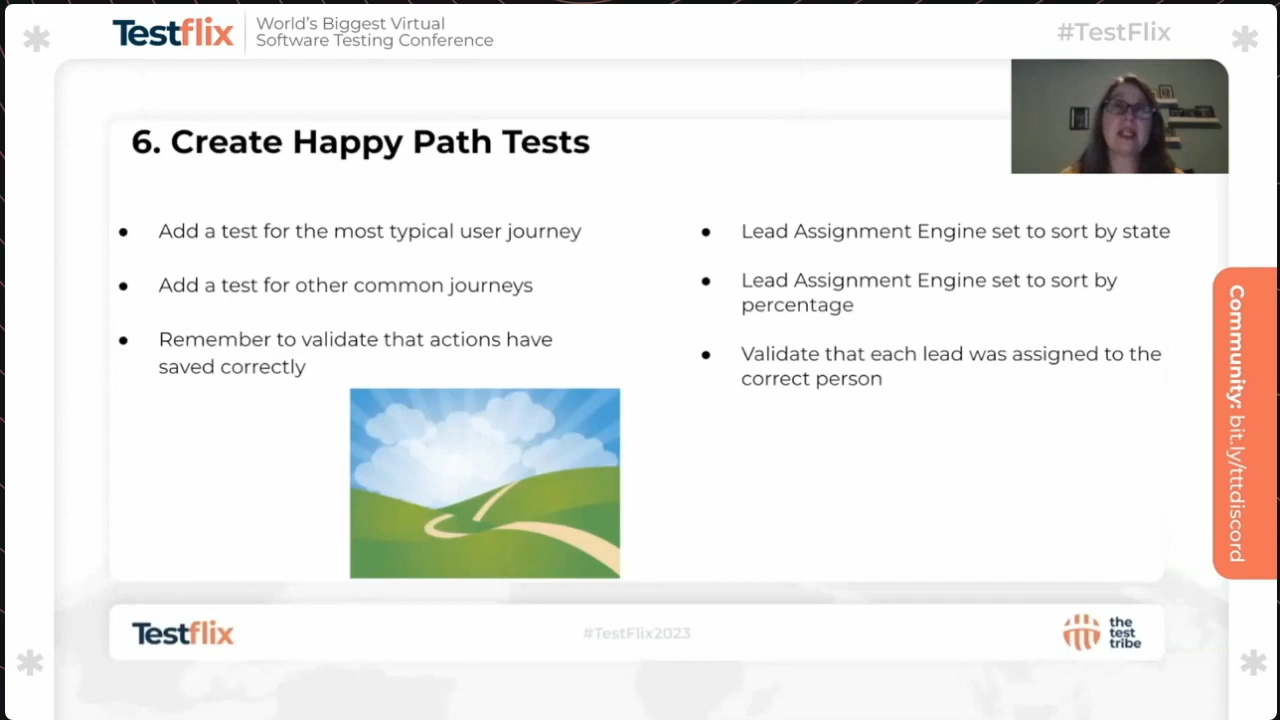 Testflix
World's Biggest Virtual
Software Testing Conference
#TestFlix
6. Create Happy Path Tests
● Add a test for the most typical user journey
● Add a test for other common journeys
● Remember to validate that actions have
saved correctly
● Lead Assignment Engine set to sort by state
● Lead Assignment Engine set to sort by
percentage
● Validate that each lead was assigned to the
correct person
Community: bit.ly/tttdiscord
Testflix
#TestFlix2023
the
test
tribe